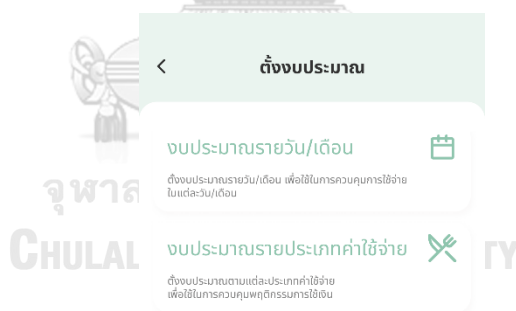 ตั้งงบประมาณ
งบประมาณรายวัน/เดือน
ตั้งงบประมาณรายวัน/เดือน เพื่อใช้ในการควบคุมการใช้จ่าย
ในแต่ละวัน/เดือน
จุฬาล
งบประมาณรายประเภทค่าใช้จ่าย
CHULAL TY
ตั้งงบประมาณตามแต่ละประเภทค่าใช้จ่าย
เพื่อใช้ในการควบคุมพฤติกรรมการใช้เงิน